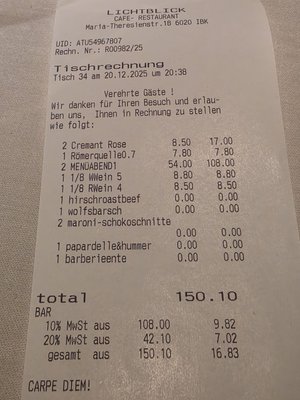 LICHTBLICK
CAFE- RESTAURANT
Maria-Theresienstr.18 6020 IBK
UID: ATU54967807
Rechn. Nr.: R00982/25
Tischrechnung
Tisch 34 am 20.12.2025 um 20:38
Verehrte Gäste !
Wir danken für Ihren Besuch und erlau-
ben uns, Ihnen in Rechnung zu stellen
wie folgt:
2 Cremant Rose 8.50 17.00
1 Römerquelle0.7 7.80 7.80
2 MENÜABEND1 54.00 108.00
1 1/8 WWein 5 8.80 8.80
1 1/8 RWein 4 8.50 8.50
1 hirschroastbeef 0.00 0.00
1 wolfsbarsch 0.00 0.00
2 maroni-schokoschnitte
0.00 0.00
1 papardelle&hummer 0.00 0.00
1 barberieente 0.00 0.00
total 150.10
BAR
10% MwSt aus 108.00 9.82
20% MwSt aus 42.10 7.02
gesamt aus 150.10 16.83
CARPE DIEM!